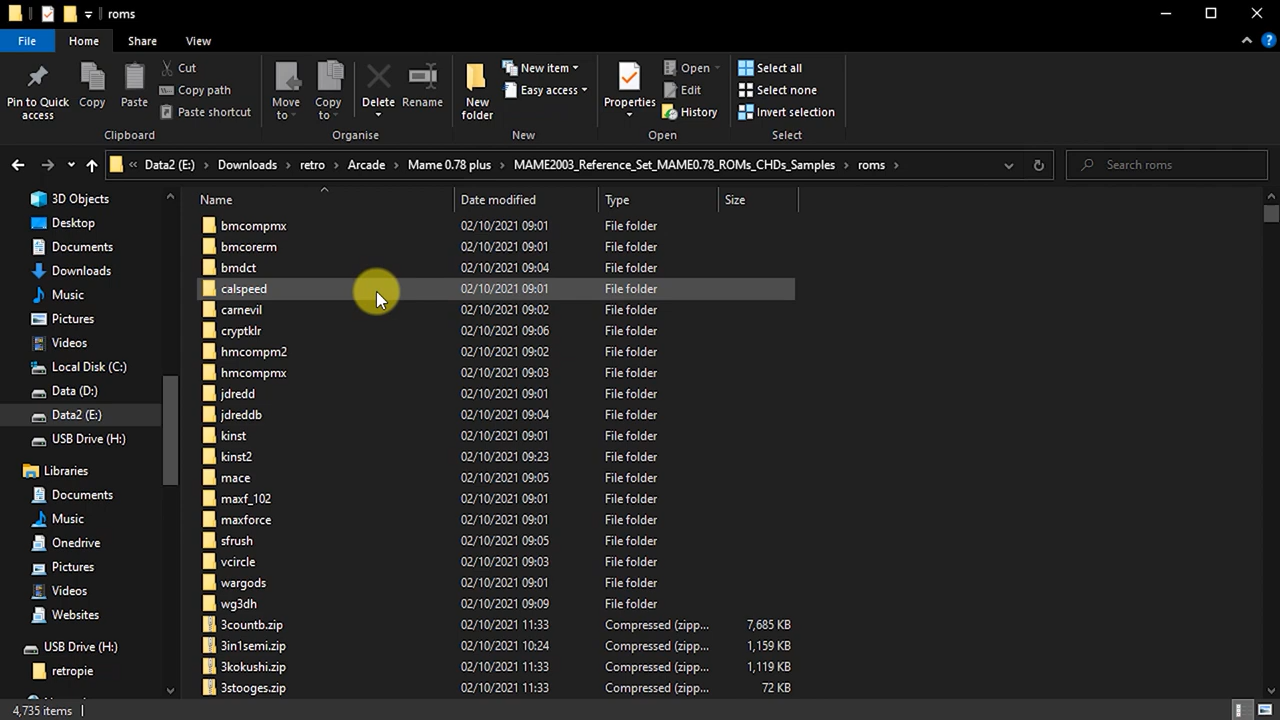 roms
File Home Share View
Pin to Quick access
Copy
Paste
Cut
Copy path
Paste shortcut
Clipboard
Move to
Copy to
Delete
Rename
Organise
New folder
New item
Easy access
New
Properties
Open
Edit
History
Open
Select all
Select none
Invert selection
Select
« Data2 (E:) > Downloads > retro > Arcade > Mame 0.78 plus > MAME2003_Reference_Set_MAME0.78_ROMs_CHDs_Samples > roms >
Search roms
3D Objects
Desktop
Documents
Downloads
Music
Pictures
Videos
Local Disk (C:)
Data (D:)
Data2 (E:)
USB Drive (H:)
Libraries
Documents
Music
Onedrive
Pictures
Videos
Websites
USB Drive (H:)
retropie
Name Date modified Type Size
bmcompmx 02/10/2021 09:01 File folder
bmcorerm 02/10/2021 09:01 File folder
bmdct 02/10/2021 09:04 File folder
calspeed 02/10/2021 09:01 File folder
carnevil 02/10/2021 09:02 File folder
cryptklr 02/10/2021 09:06 File folder
hmcompm2 02/10/2021 09:02 File folder
hmcompmx 02/10/2021 09:03 File folder
jdredd 02/10/2021 09:01 File folder
jdreddb 02/10/2021 09:04 File folder
kinst 02/10/2021 09:01 File folder
kinst2 02/10/2021 09:23 File folder
mace 02/10/2021 09:05 File folder
maxf_102 02/10/2021 09:01 File folder
maxforce 02/10/2021 09:01 File folder
sfrush 02/10/2021 09:05 File folder
vcircle 02/10/2021 09:03 File folder
wargods 02/10/2021 09:01 File folder
wg3dh 02/10/2021 09:09 File folder
3countb.zip 02/10/2021 11:33 Compressed (zipp... 7,685 KB
3in1semi.zip 02/10/2021 10:24 Compressed (zipp... 1,159 KB
3kokushi.zip 02/10/2021 11:33 Compressed (zipp... 1,119 KB
3stooges.zip 02/10/2021 11:33 Compressed (zipp... 72 KB
4,735 items